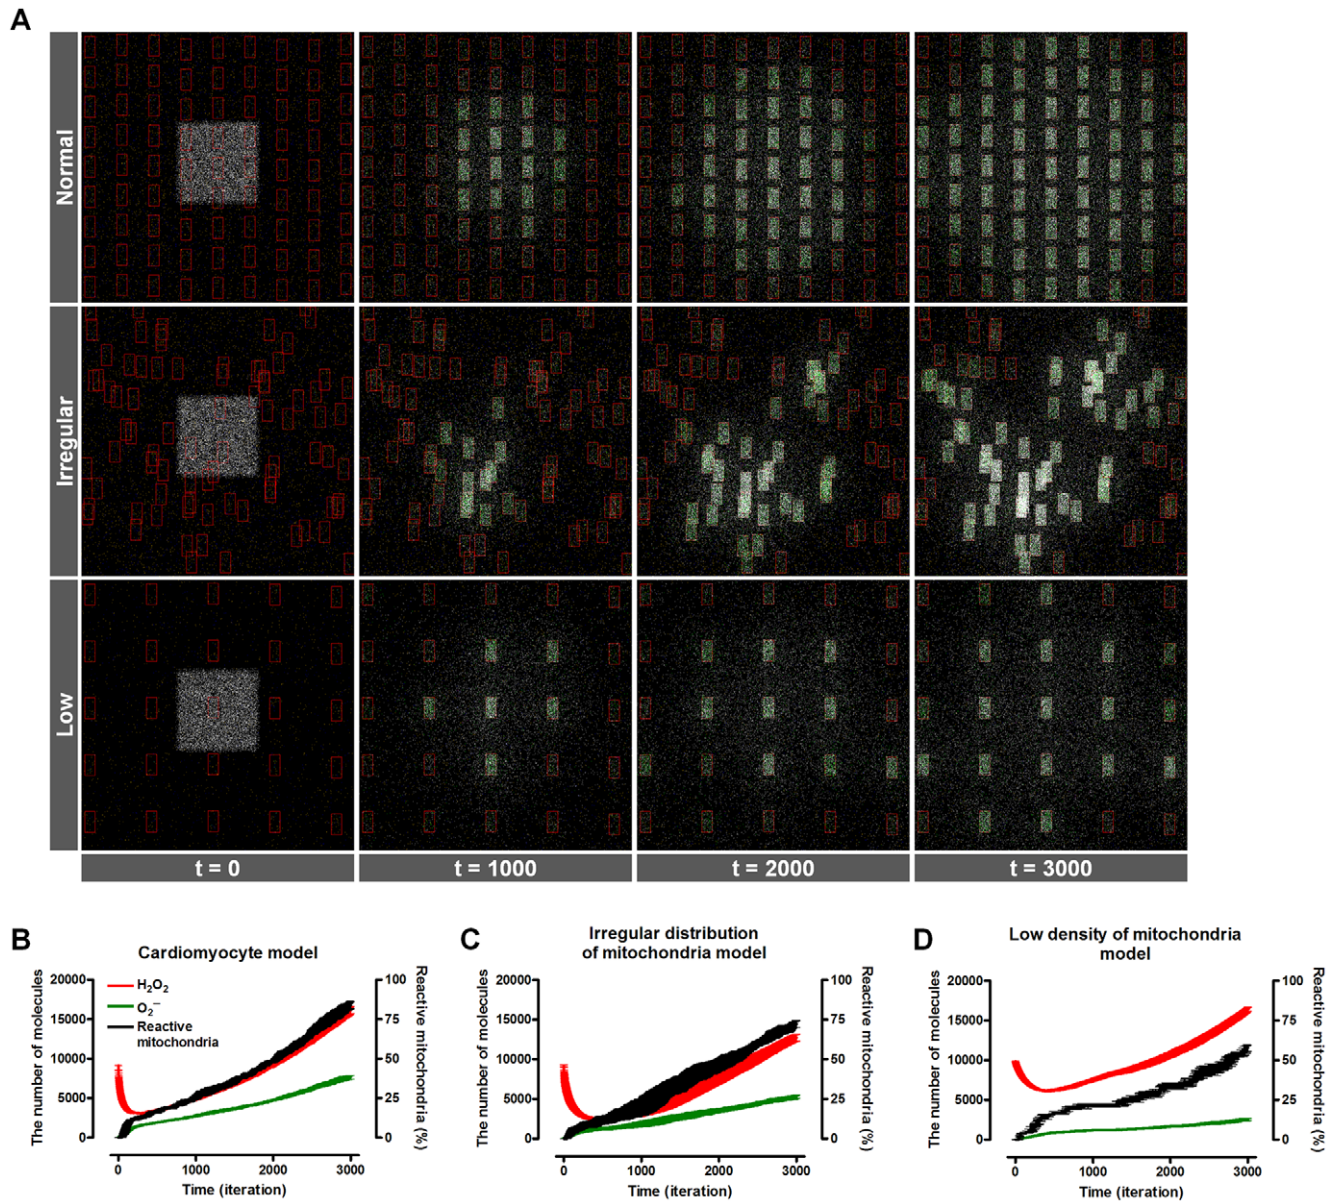 A
Normal
Irregular
Low
t = 0
t = 1000
t = 2000
t = 3000
B
Cardiomyocyte model
The number of molecules
20000
15000
10000
5000
0
H₂O₂
O₂⁻
Reactive
mitochondria
100
75
50
25
0
Reactive mitochondria (%)
0
1000
2000
3000
Time (iteration)
C
Irregular distribution
of mitochondria model
The number of molecules
20000
15000
10000
5000
0
100
75
50
25
0
Reactive mitochondria (%)
0
1000
2000
3000
Time (iteration)
D
Low density of mitochondria
model
The number of molecules
20000
15000
10000
5000
0
100
75
50
25
0
Reactive mitochondria (%)
0
1000
2000
3000
Time (iteration)